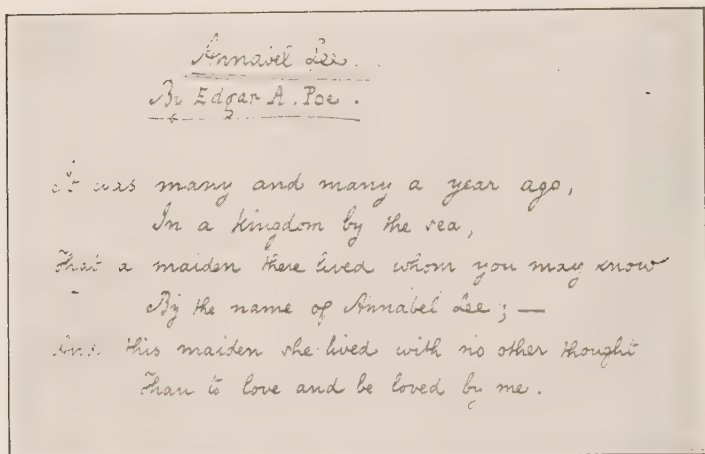 Annabel Lee.
By Edgar A. Poe.
It was many and many a year ago,
In a kingdom by the sea,
That a maiden there lived whom you may know
By the name of Annabel Lee; —
And this maiden she lived with no other thought
Than to love and be loved by me.